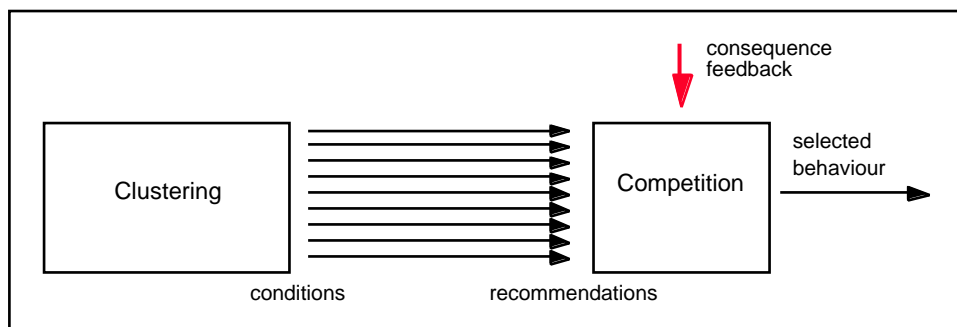 consequence
feedback
Clustering
Competition
selected
behaviour
conditions
recommendations